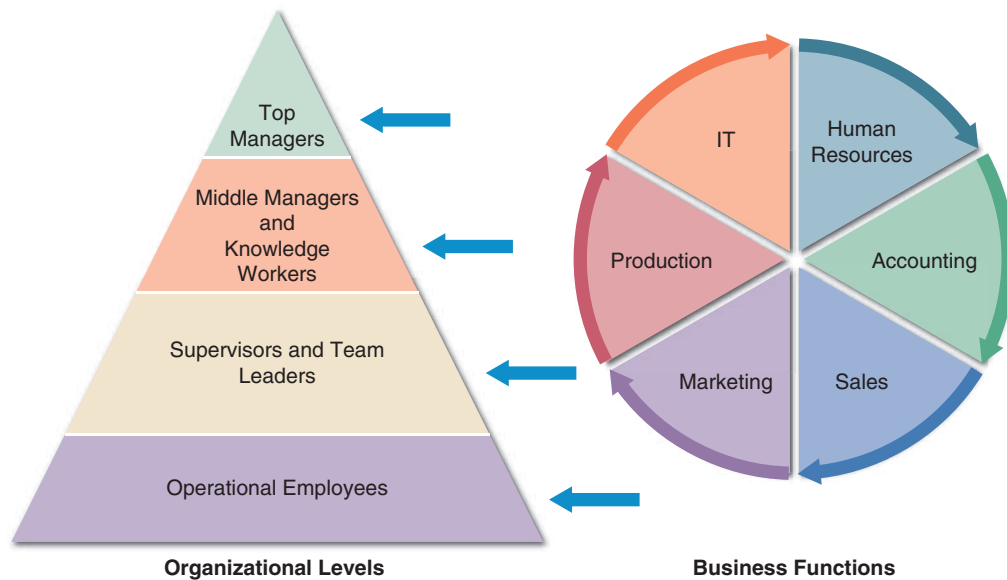 Top
Managers
Middle Managers
and
Knowledge
Workers
Supervisors and Team
Leaders
Operational Employees
Organizational Levels
IT
Human
Resources
Production
Accounting
Marketing
Sales
Business Functions